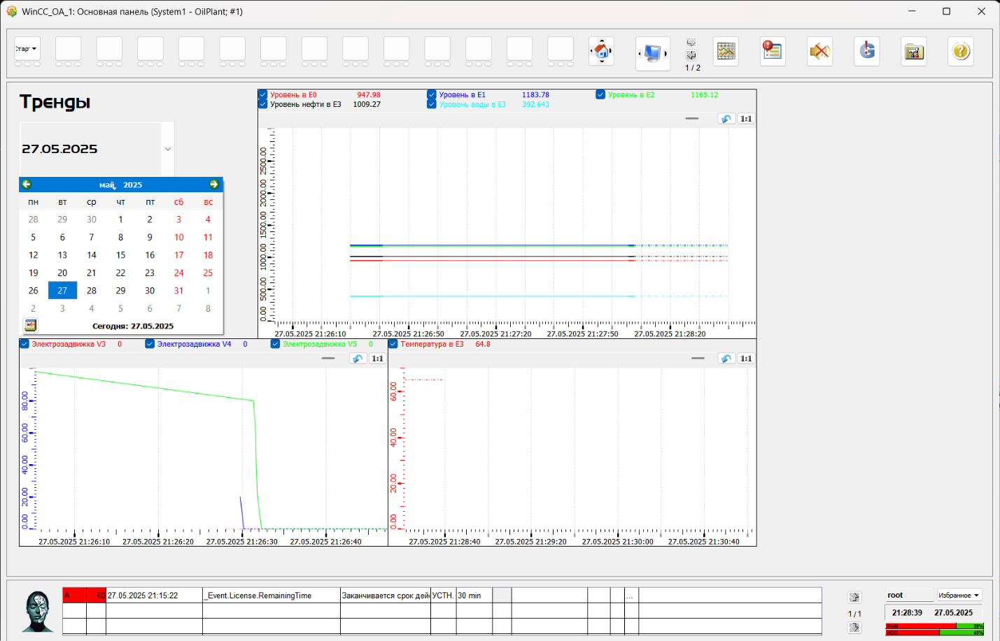 WinCC_OA_1: Основная панель (System1 - OilPlant; #1)
Старт
1 / 2
Тренды
27.05.2025
май 2025
пн вт ср чт пт сб вс
28 29 30 1 2 3 4
5 6 7 8 9 10 11
12 13 14 15 16 17 18
19 20 21 22 23 24 25
26 27 28 29 30 31 1
2 3 4 5 6 7 8
Сегодня: 27.05.2025
Уровень в E0 947.98 Уровень в E1 1183.78 Уровень в E2 1165.12
Уровень нефти в E3 1009.27 Уровень воды в E3 392.643
1:1
2500.00
2000.00
1500.00
1000.00
500.00
0.00
27.05.2025 21:26:10 27.05.2025 21:26:50 27.05.2025 21:27:20 27.05.2025 21:27:50 27.05.2025 21:28:20
Электрозадвижка V3 0 Электрозадвижка V4 0 Электрозадвижка V5 0
1:1
80.00
60.00
40.00
20.00
0.00
27.05.2025 21:26:10 27.05.2025 21:26:20 27.05.2025 21:26:30 27.05.2025 21:26:40
Температура в E3 64.8
1:1
60.00
40.00
20.00
0.00
27.05.2025 21:28:40 27.05.2025 21:29:20 27.05.2025 21:30:00 27.05.2025 21:30:40
A 60 27.05.2025 21:15:22 _Event.License.RemainingTime Заканчивается срок дей УСТН. 30 min ...
1 / 1
root Избранное
21:28:39 27.05.2025
RAM 28%
HDD 45%